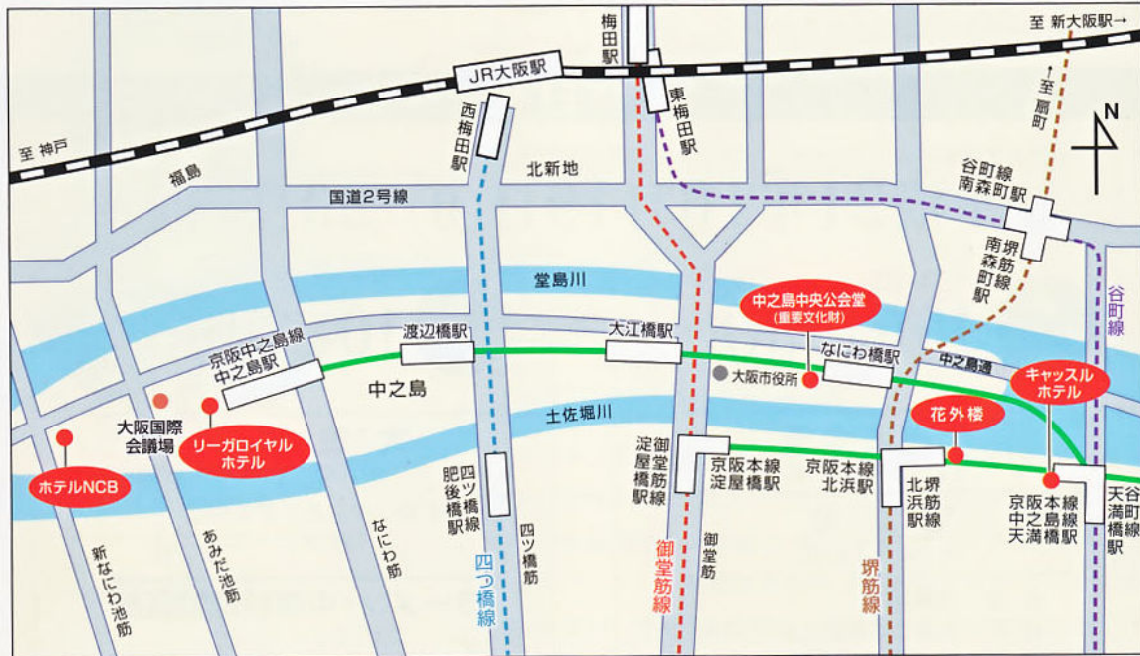 至 新大阪駅→
梅田駅
JR大阪駅
東梅田駅
←至 扇町
N
至 神戸
西梅田駅
福島
北新地
国道2号線
谷町線
南森町駅
堺筋線
南森町駅
谷町線
堂島川
中之島中央公会堂
(重要文化財)
京阪中之島線
中之島駅
渡辺橋駅
大江橋駅
なにわ橋駅
中之島通
大阪市役所
中之島
キャッスル
ホテル
花外楼
大阪国際
会議場
リーガロイヤル
ホテル
ホテルNCB
土佐堀川
四ツ橋線
肥後橋駅
御堂筋線
淀屋橋駅
京阪本線
淀屋橋駅
京阪本線
北浜駅
堺筋線
北浜駅
京阪本線
中之島線
天満橋駅
谷町線
天満橋駅
新なにわ池筋
あみだ池筋
なにわ筋
四つ橋線
四ツ橋筋
御堂筋線
御堂筋
堺筋線